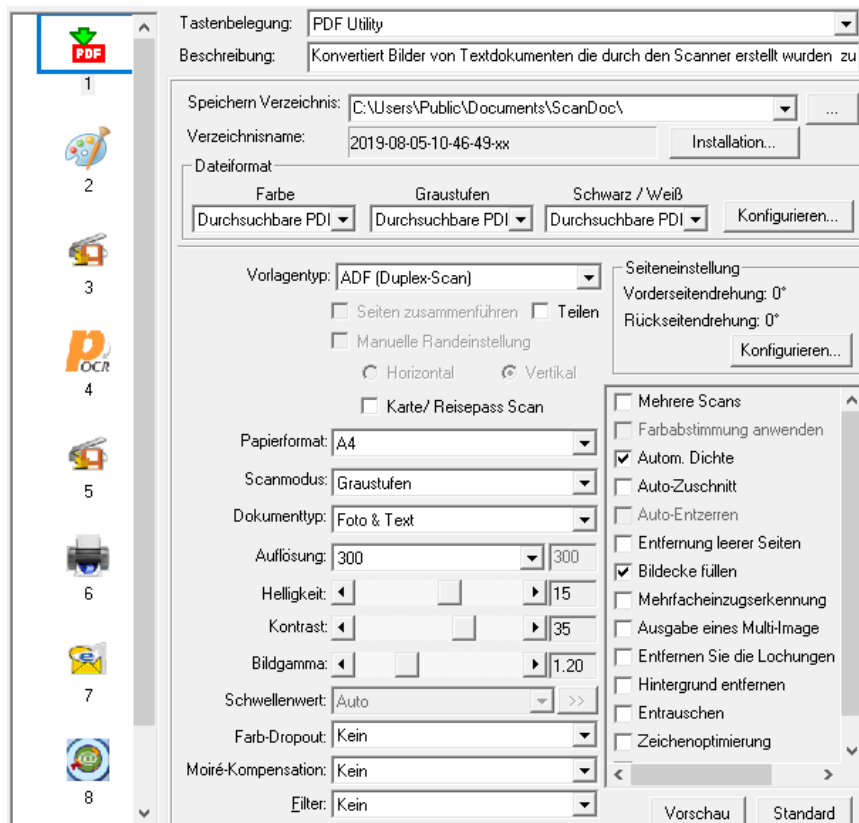 Tastenbelegung: PDF Utility
Beschreibung: Konvertiert Bilder von Textdokumenten die durch den Scanner erstellt wurden zu
PDF
1
2
3
OCR
4
5
6
7
8
Speichern Verzeichnis: C:\Users\Public\Documents\ScanDoc\ ...
Verzeichnisname: 2019-08-05-10-46-49-xx Installation...
Dateiformat
Farbe Graustufen Schwarz / Weiß
Durchsuchbare PDI Durchsuchbare PDI Durchsuchbare PDI Konfigurieren...
Vorlagentyp: ADF (Duplex-Scan)
Seiten zusammenführen Teilen
Manuelle Randeinstellung
Horizontal Vertikal
Karte/ Reisepass Scan
Papierformat: A4
Scanmodus: Graustufen
Dokumenttyp: Foto & Text
Auflösung: 300 300
Helligkeit: 15
Kontrast: 35
Bildgamma: 1.20
Schwellenwert: Auto >>
Farb-Dropout: Kein
Moiré-Kompensation: Kein
Filter: Kein
Seiteneinstellung
Vorderseitendrehung: 0°
Rückseitendrehung: 0°
Konfigurieren...
Mehrere Scans
Farbabstimmung anwenden
Autom. Dichte
Auto-Zuschnitt
Auto-Entzerren
Entfernung leerer Seiten
Bildecke füllen
Mehrfacheinzugserkennung
Ausgabe eines Multi-Image
Entfernen Sie die Lochungen
Hintergrund entfernen
Entrauschen
Zeichenoptimierung
Vorschau Standard